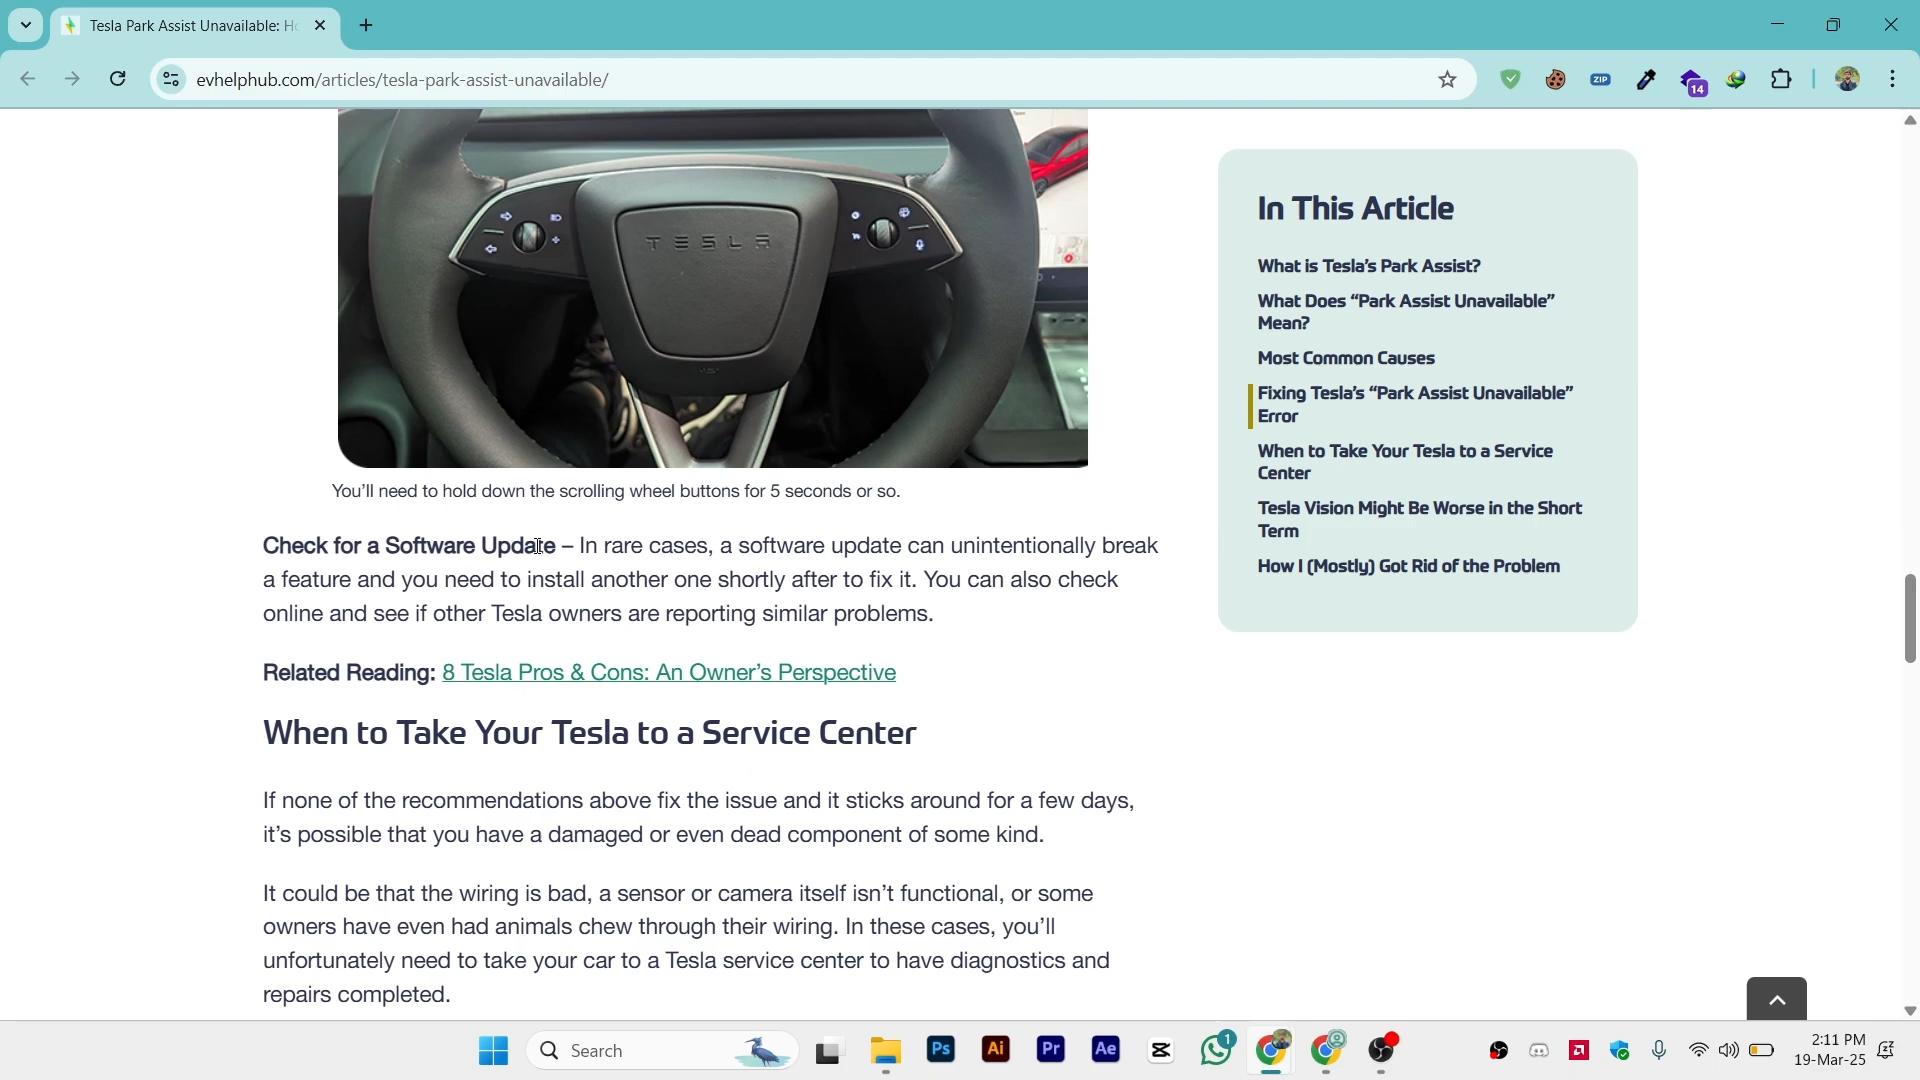 Tesla Park Assist Unavailable: Ho
evhelphub.com/articles/tesla-park-assist-unavailable/
ZIP
14
TESLA
You'll need to hold down the scrolling wheel buttons for 5 seconds or so.
Check for a Software Update – In rare cases, a software update can unintentionally break
a feature and you need to install another one shortly after to fix it. You can also check
online and see if other Tesla owners are reporting similar problems.
Related Reading: 8 Tesla Pros & Cons: An Owner's Perspective
When to Take Your Tesla to a Service Center
If none of the recommendations above fix the issue and it sticks around for a few days,
it's possible that you have a damaged or even dead component of some kind.
It could be that the wiring is bad, a sensor or camera itself isn't functional, or some
owners have even had animals chew through their wiring. In these cases, you'll
unfortunately need to take your car to a Tesla service center to have diagnostics and
repairs completed.
In This Article
What is Tesla's Park Assist?
What Does “Park Assist Unavailable”
Mean?
Most Common Causes
Fixing Tesla's “Park Assist Unavailable”
Error
When to Take Your Tesla to a Service
Center
Tesla Vision Might Be Worse in the Short
Term
How I (Mostly) Got Rid of the Problem
Search
Ps
Ai
Pr
Ae
1
2:11 PM
19-Mar-25